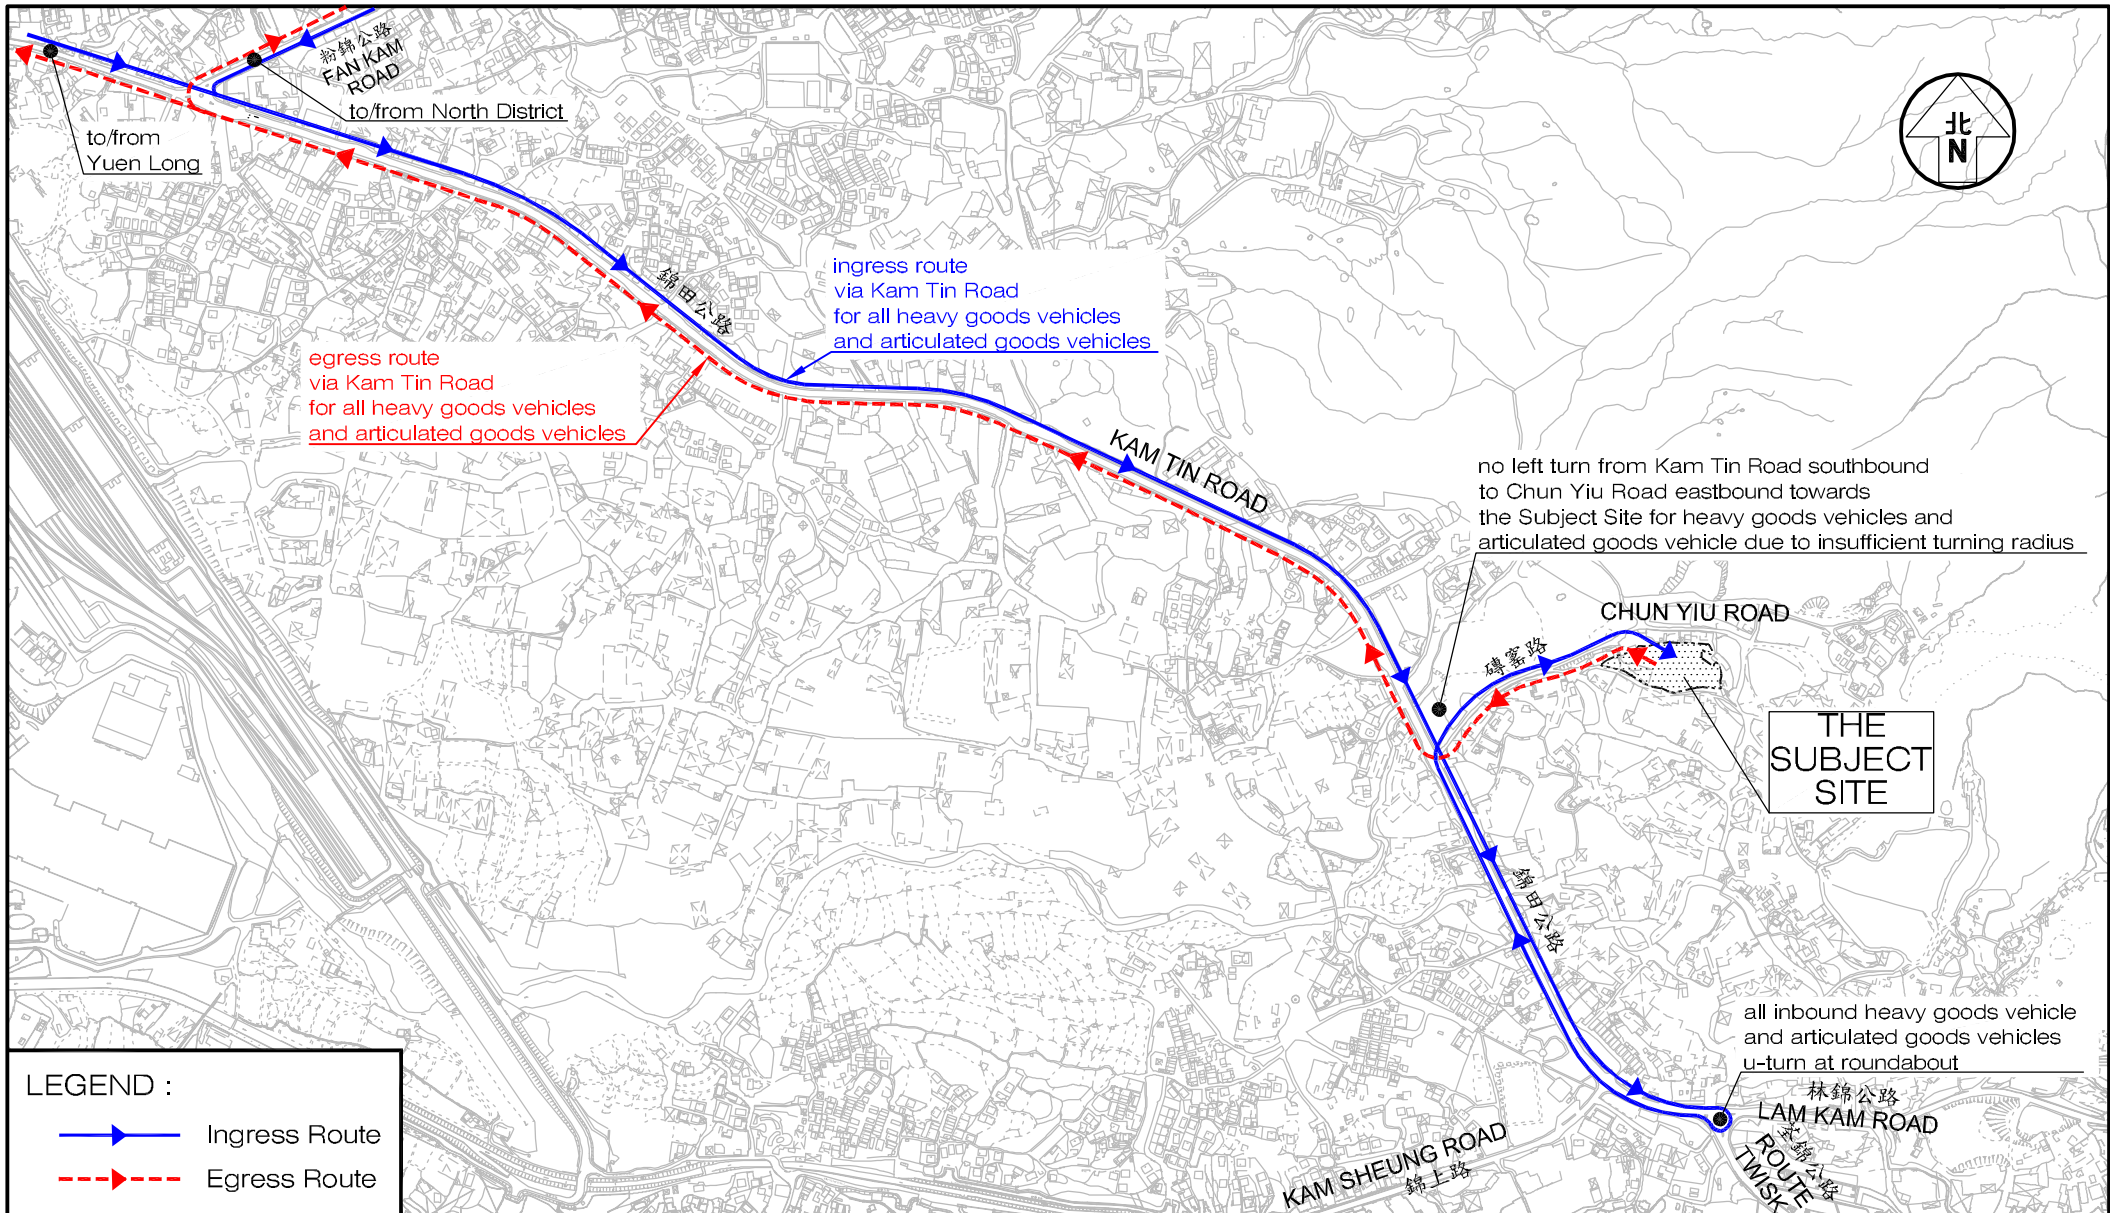 粉錦公路
FAN KAM
ROAD
to/from North District
to/from
Yuen Long
北
N
錦田公路
ingress route
via Kam Tin Road
for all heavy goods vehicles
and articulated goods vehicles
egress route
via Kam Tin Road
for all heavy goods vehicles
and articulated goods vehicles
KAM TIN ROAD
no left turn from Kam Tin Road southbound
to Chun Yiu Road eastbound towards
the Subject Site for heavy goods vehicles and
articulated goods vehicle due to insufficient turning radius
CHUN YIU ROAD
磚窰路
THE
SUBJECT
SITE
錦田公路
all inbound heavy goods vehicle
and articulated goods vehicles
u-turn at roundabout
林錦公路
LAM KAM ROAD
荃錦公路
ROUTE
TWISK
KAM SHEUNG ROAD
錦上路
LEGEND :
Ingress Route
Egress Route